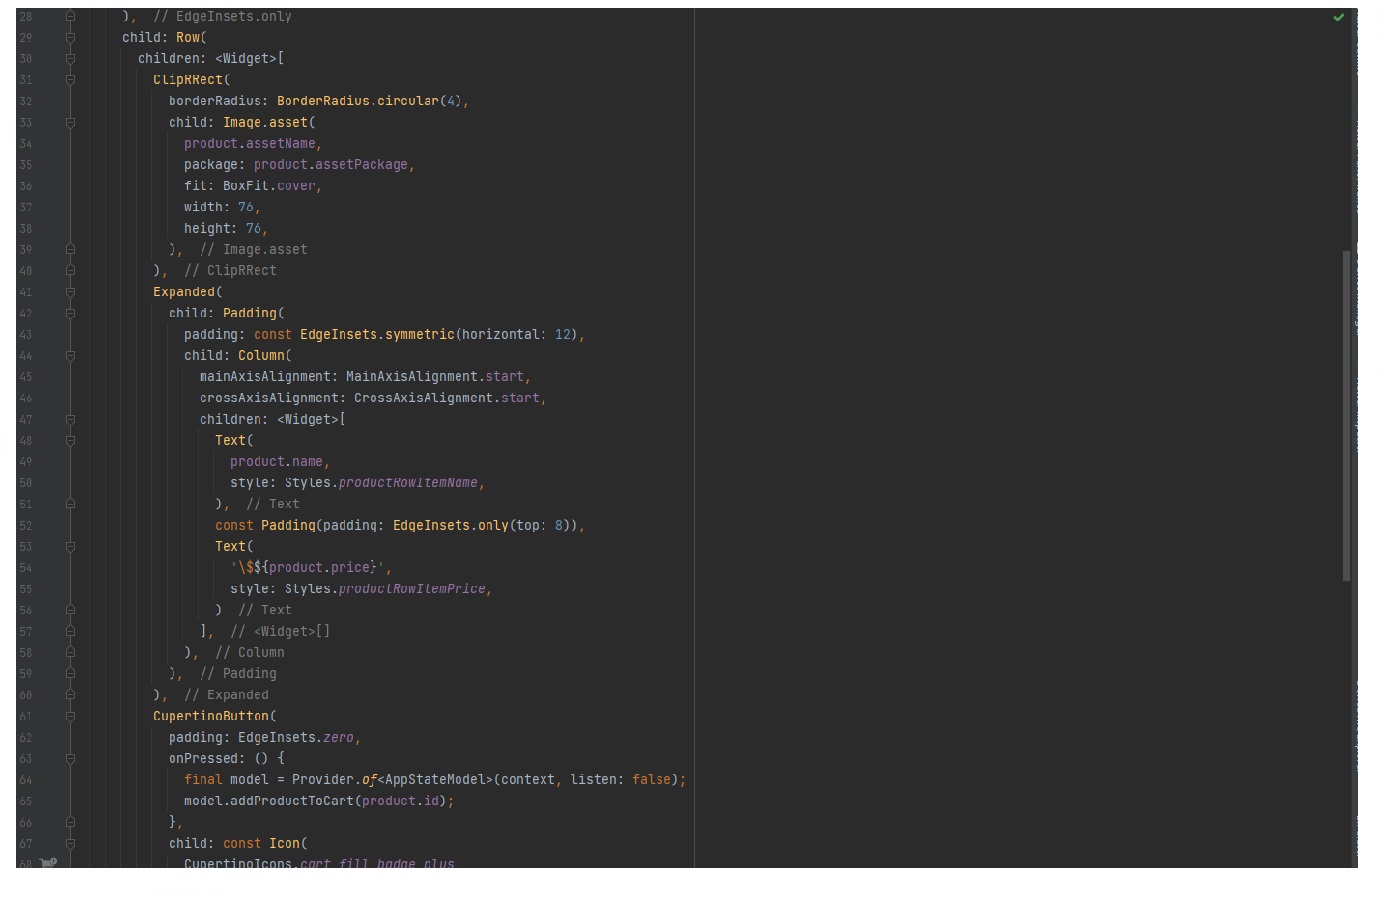 28 ), // EdgeInsets.only
29 child: Row(
30 children: <Widget>[
31 ClipRRect(
32 borderRadius: BorderRadius.circular(4),
33 child: Image.asset(
34 product.assetName,
35 package: product.assetPackage,
36 fit: BoxFit.cover,
37 width: 76,
38 height: 76,
39 ), // Image.asset
40 ), // ClipRRect
41 Expanded(
42 child: Padding(
43 padding: const EdgeInsets.symmetric(horizontal: 12),
44 child: Column(
45 mainAxisAlignment: MainAxisAlignment.start,
46 crossAxisAlignment: CrossAxisAlignment.start,
47 children: <Widget>[
48 Text(
49 product.name,
50 style: Styles.productRowItemName,
51 ), // Text
52 const Padding(padding: EdgeInsets.only(top: 8)),
53 Text(
54 '\$${product.price}',
55 style: Styles.productRowItemPrice,
56 ) // Text
57 ], // <Widget>[]
58 ), // Column
59 ), // Padding
60 ), // Expanded
61 CupertinoButton(
62 padding: EdgeInsets.zero,
63 onPressed: () {
64 final model = Provider.of<AppStateModel>(context, listen: false);
65 model.addProductToCart(product.id);
66 },
67 child: const Icon(
68 CupertinoIcons.cart_fill_badge_plus,